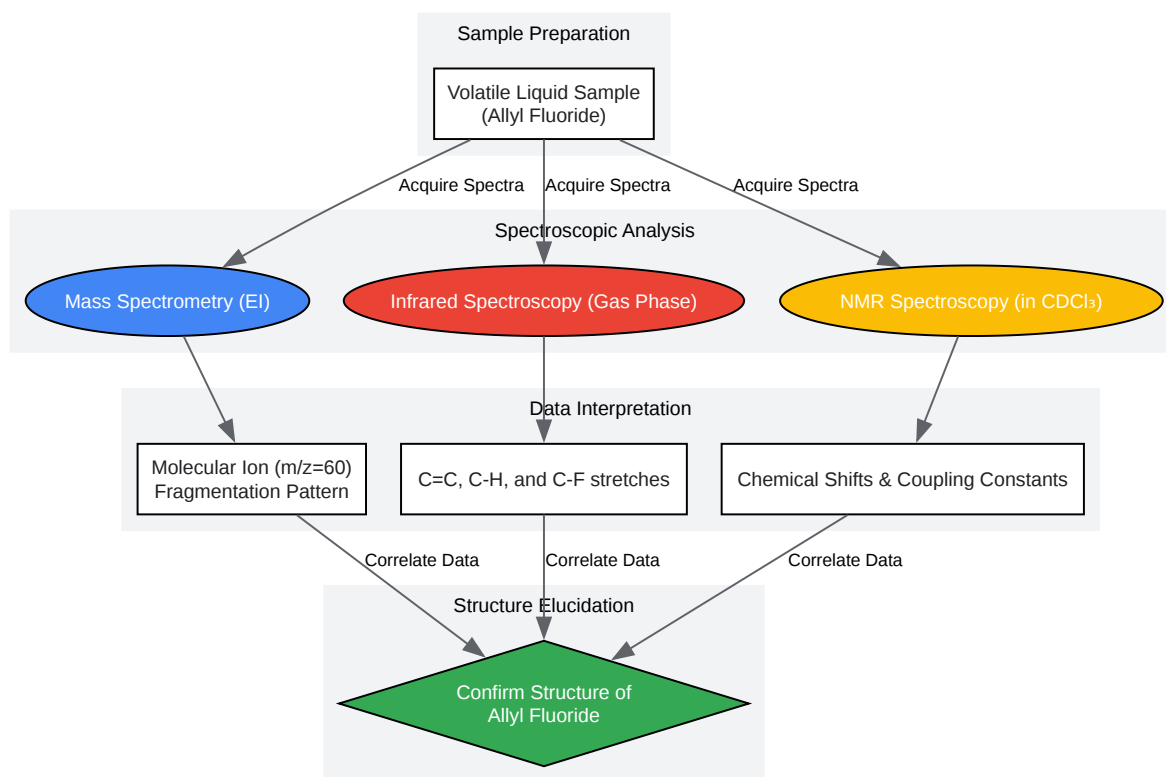 Sample Preparation
Volatile Liquid Sample
(Allyl Fluoride)
Acquire Spectra
Acquire Spectra
Acquire Spectra
Spectroscopic Analysis
Mass Spectrometry (EI)
Infrared Spectroscopy (Gas Phase)
NMR Spectroscopy (in CDCl₃)
Data Interpretation
Molecular Ion (m/z=60)
Fragmentation Pattern
C=C, C-H, and C-F stretches
Chemical Shifts & Coupling Constants
Correlate Data
Correlate Data
Correlate Data
Structure Elucidation
Confirm Structure of
Allyl Fluoride